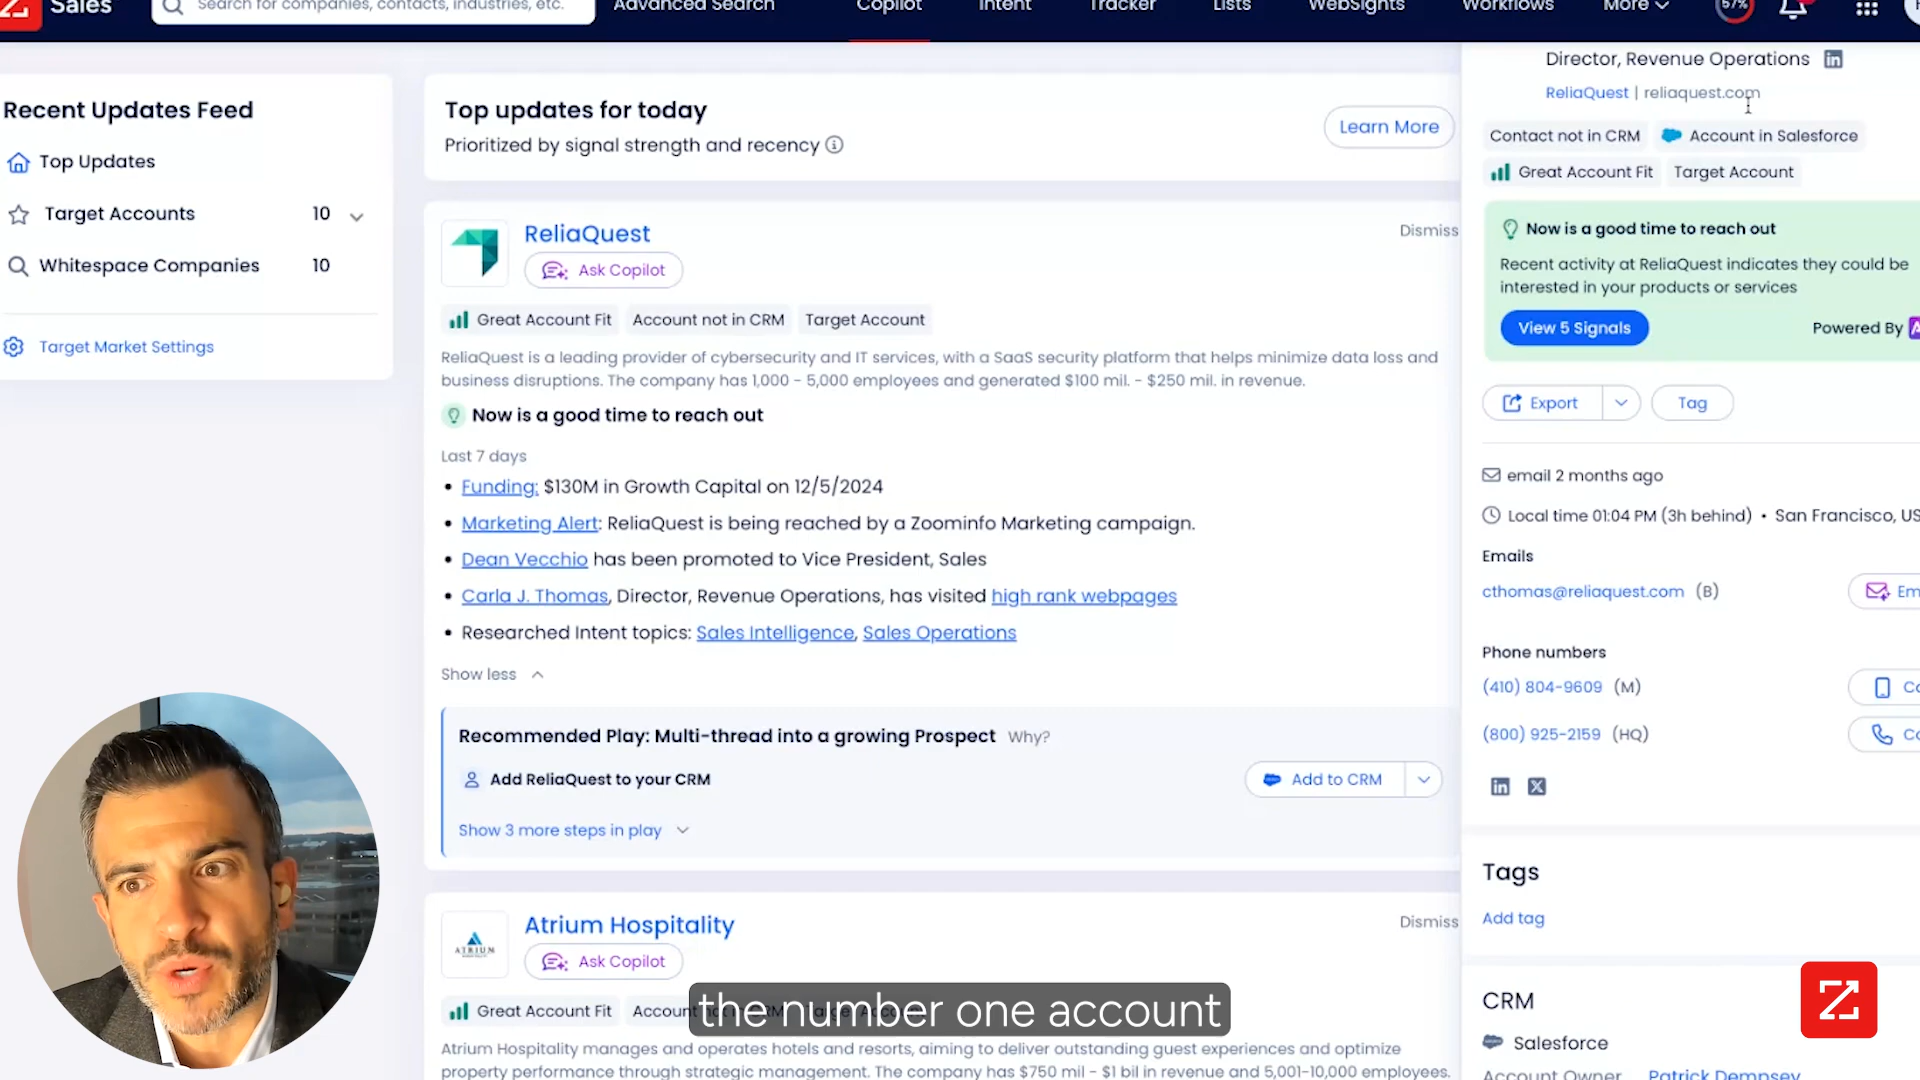 Sales
Search for companies, contacts, industries, etc.
Advanced Search
Copilot
Intent
Tracker
Lists
WebSights
Workflows
More
57%
Recent Updates Feed
Top Updates
Target Accounts 10
Whitespace Companies 10
Target Market Settings
Top updates for today
Prioritized by signal strength and recency
Learn More
ReliaQuest
Dismiss
Ask Copilot
Great Account Fit
Account not in CRM
Target Account
ReliaQuest is a leading provider of cybersecurity and IT services, with a SaaS security platform that helps minimize data loss and
business disruptions. The company has 1,000 - 5,000 employees and generated $100 mil. - $250 mil. in revenue.
Now is a good time to reach out
Last 7 days
• Funding: $130M in Growth Capital on 12/5/2024
• Marketing Alert: ReliaQuest is being reached by a Zoominfo Marketing campaign.
• Dean Vecchio has been promoted to Vice President, Sales
• Carla J. Thomas, Director, Revenue Operations, has visited high rank webpages
• Researched Intent topics: Sales Intelligence, Sales Operations
Show less
Recommended Play: Multi-thread into a growing Prospect Why?
Add ReliaQuest to your CRM
Add to CRM
Show 3 more steps in play
Atrium Hospitality
Dismiss
ATRIUM
Ask Copilot
Great Account Fit
the number one account
Atrium Hospitality manages and operates hotels and resorts, aiming to deliver outstanding guest experiences and optimize
property performance through strategic management. The company has $750 mil - $1 bil in revenue and 5,001-10,000 employees.
Director, Revenue Operations
ReliaQuest | reliaquest.com
Contact not in CRM
Account in Salesforce
Great Account Fit
Target Account
Now is a good time to reach out
Recent activity at ReliaQuest indicates they could be
interested in your products or services
View 5 Signals
Powered By
Export
Tag
email 2 months ago
Local time 01:04 PM (3h behind) • San Francisco, US
Emails
cthomas@reliaquest.com (B)
Em
Phone numbers
(410) 804-9609 (M)
Co
(800) 925-2159 (HQ)
Co
Tags
Add tag
CRM
Salesforce
Account Owner Patrick Dempsey